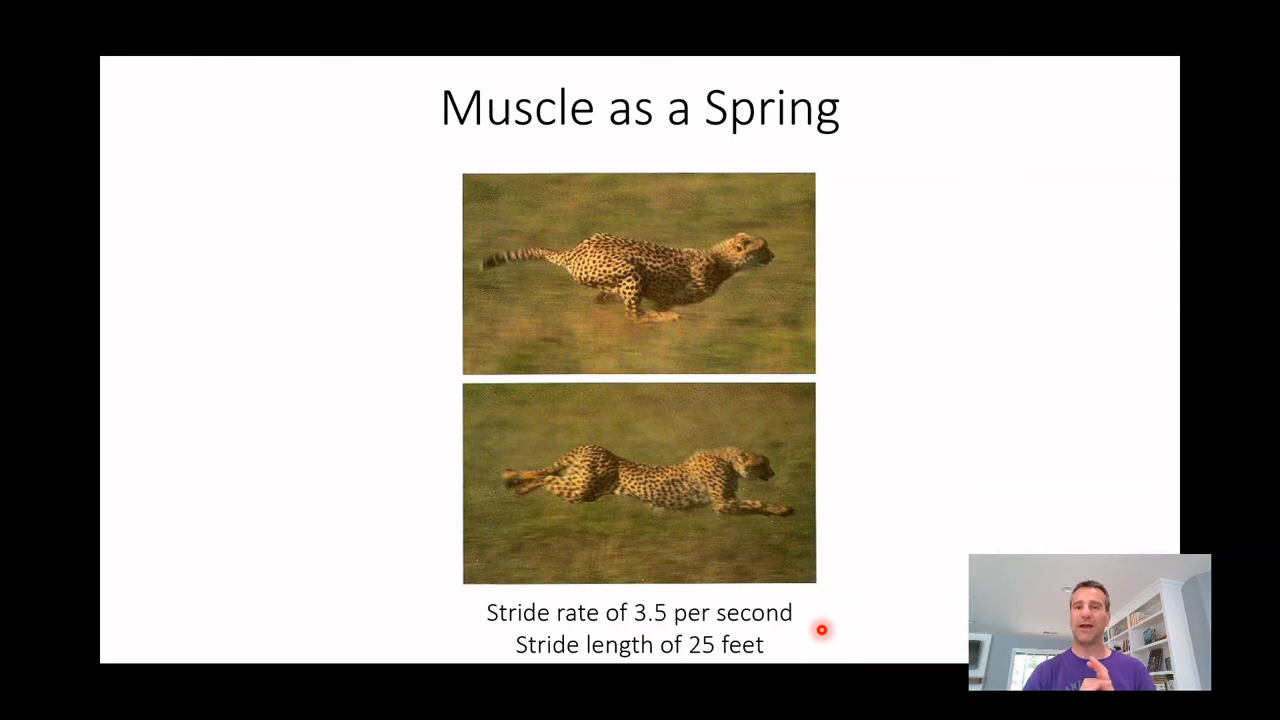 Muscle as a Spring
Stride rate of 3.5 per second
Stride length of 25 feet